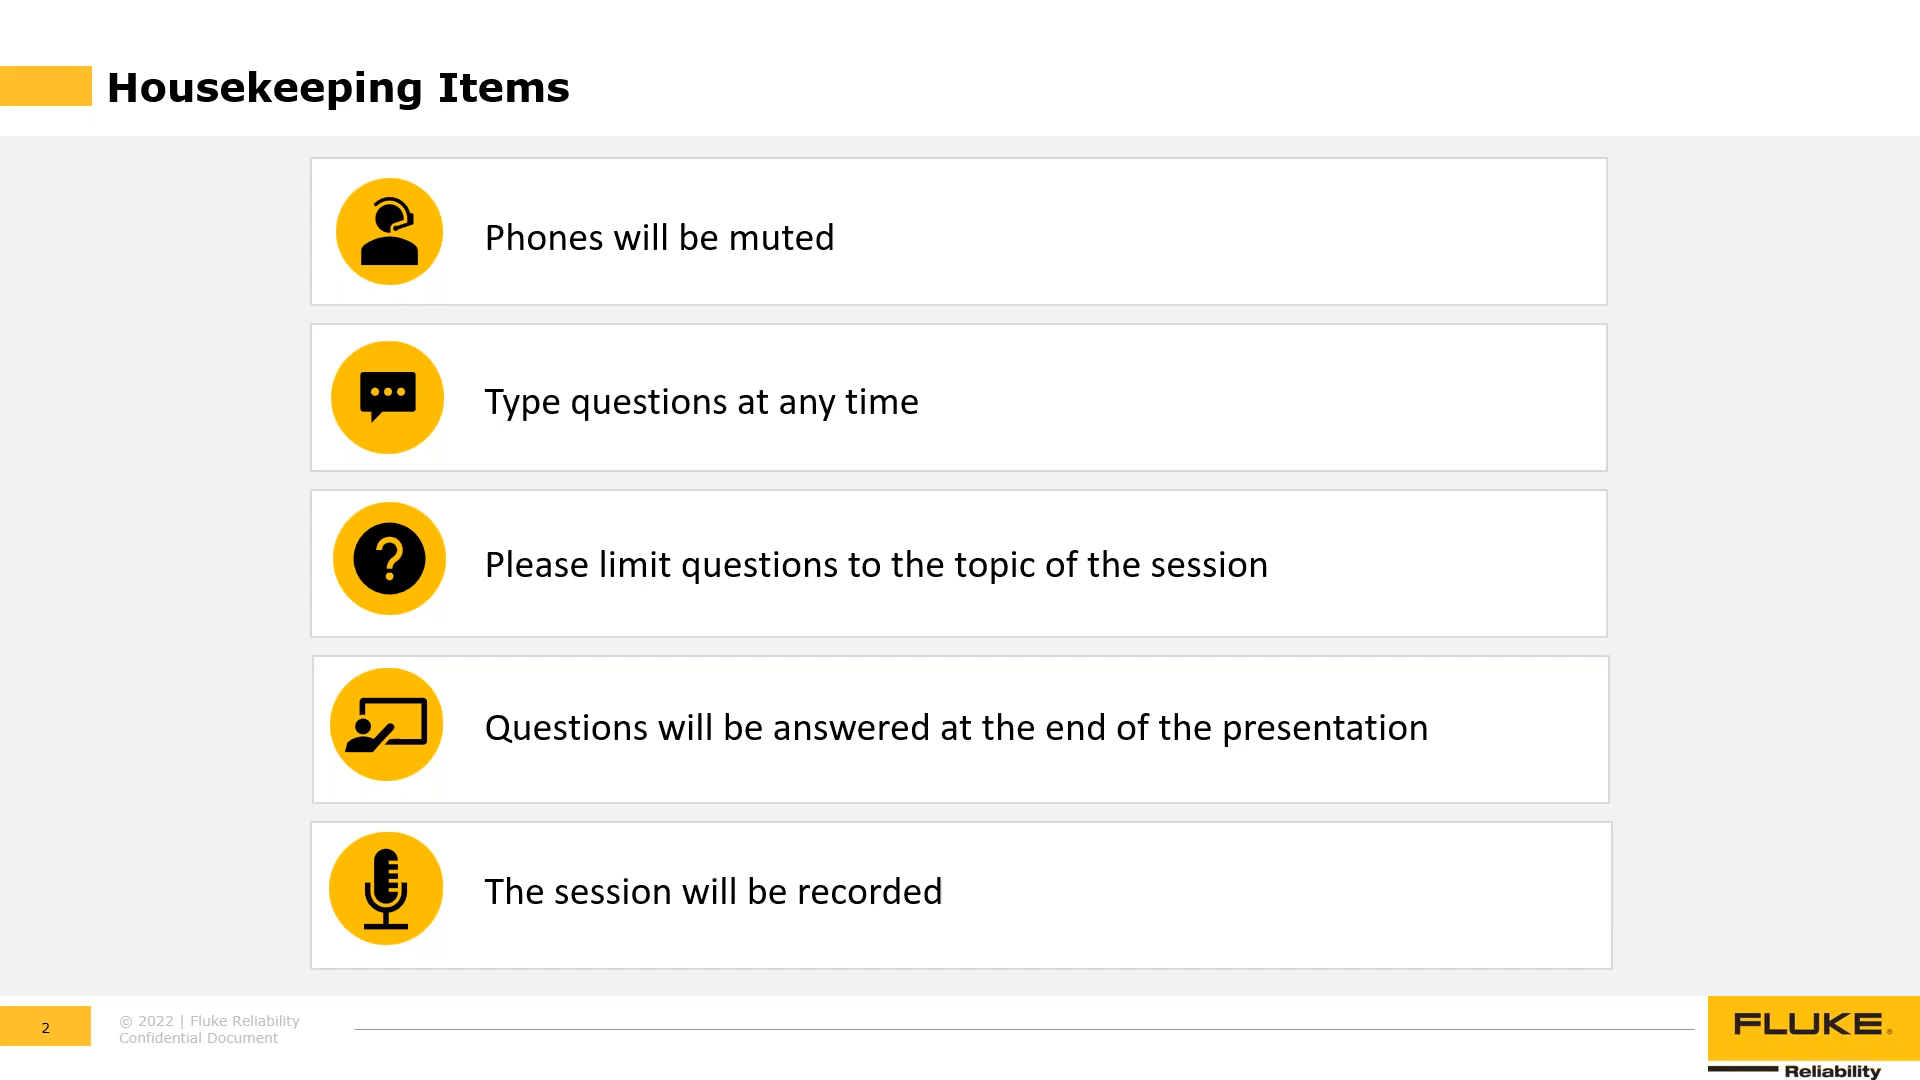 Housekeeping Items
Phones will be muted
Type questions at any time
Please limit questions to the topic of the session
Questions will be answered at the end of the presentation
The session will be recorded
2
© 2022 | Fluke Reliability
Confidential Document
FLUKE®
Reliability